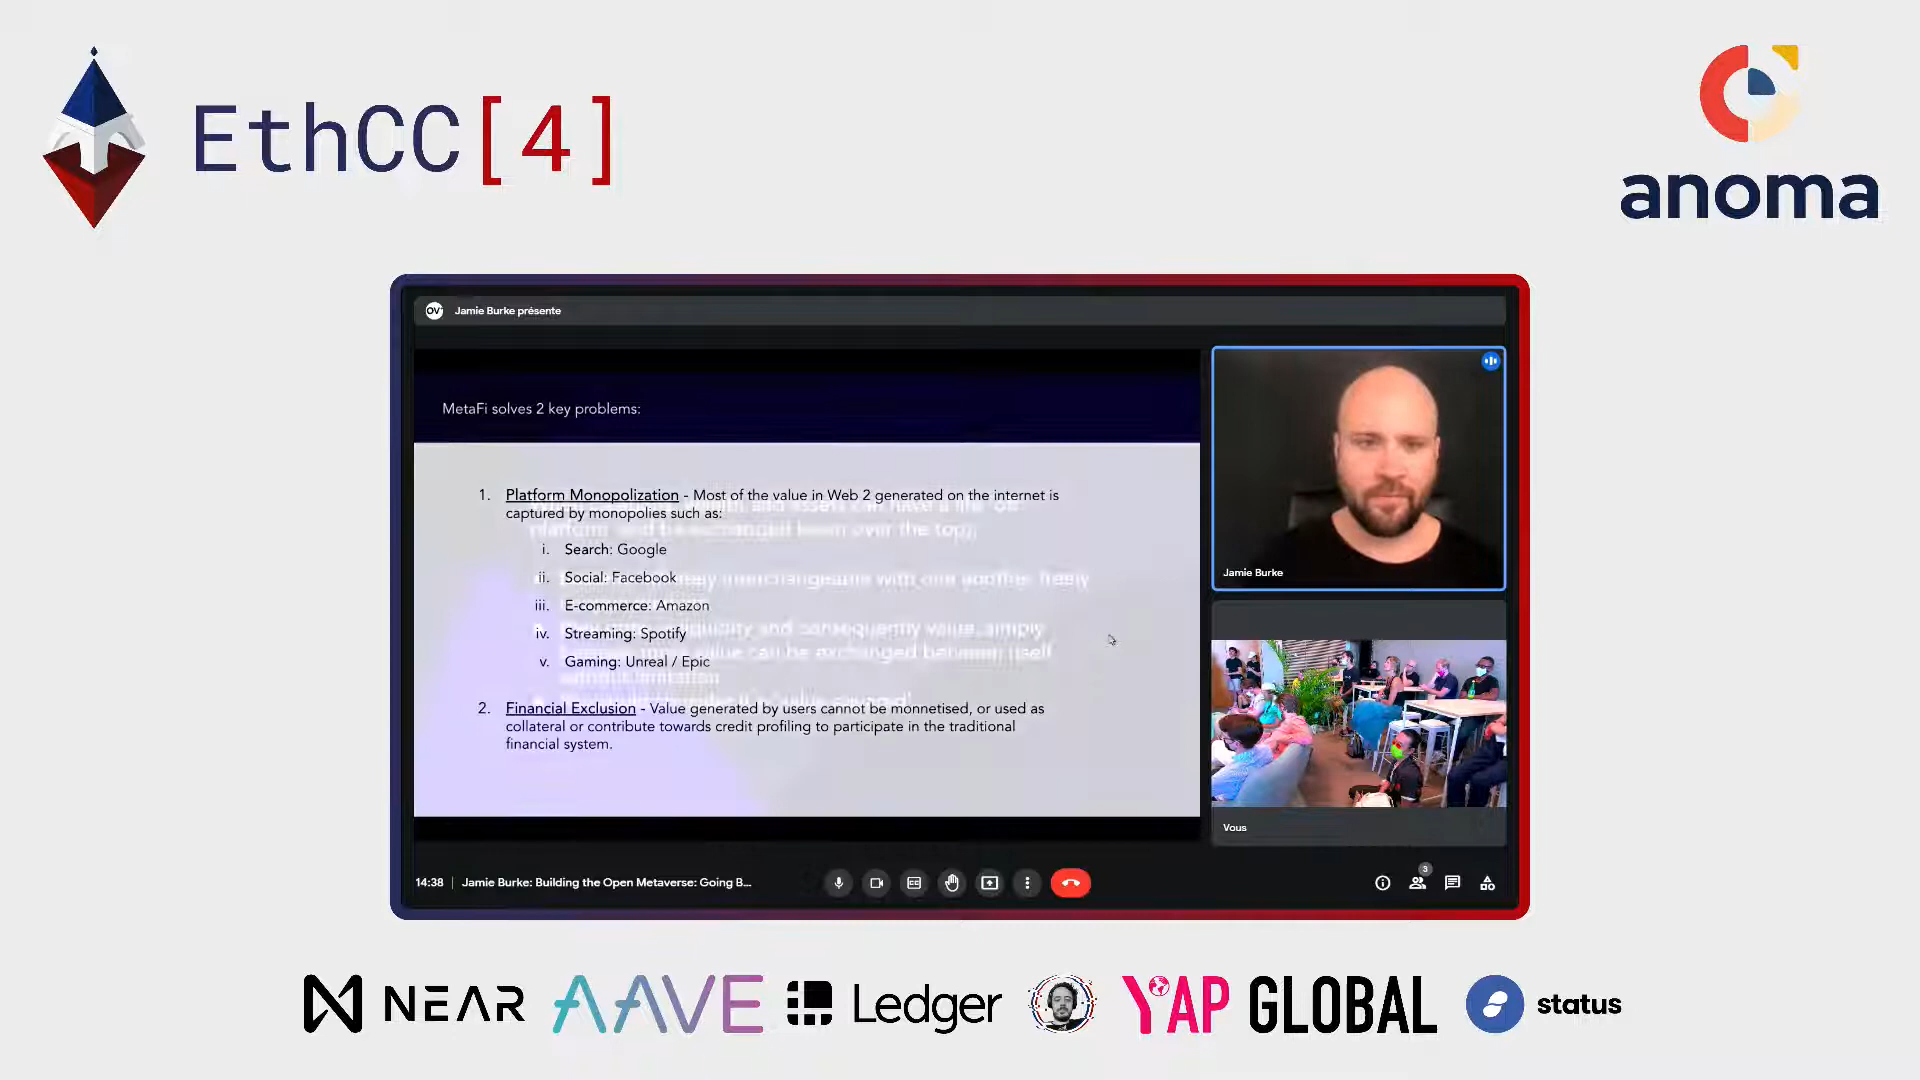 EthCC[4]
anoma
OV
Jamie Burke présente
MetaFi solves 2 key problems:
1. Platform Monopolization - Most of the value in Web 2 generated on the internet is
captured by monopolies such as:
i. Search: Google
ii. Social: Facebook
iii. E-commerce: Amazon
iv. Streaming: Spotify
v. Gaming: Unreal / Epic
2. Financial Exclusion - Value generated by users cannot be monnetised, or used as
collateral or contribute towards credit profiling to participate in the traditional
financial system.
Jamie Burke
Vous
14:38 | Jamie Burke: Building the Open Metaverse: Going B...
3
NEAR AAVE Ledger YAP GLOBAL status